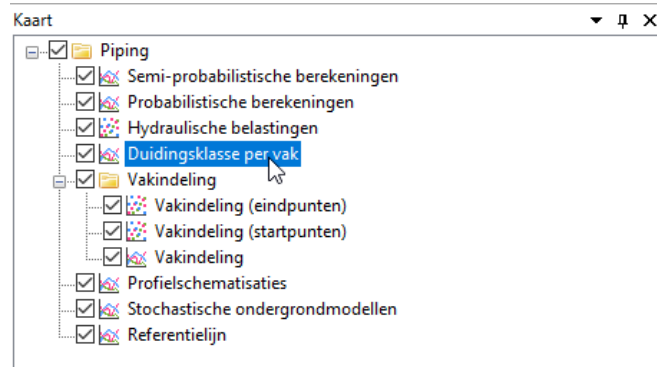 Kaart
Piping
Semi-probabilistische berekeningen
Probabilistische berekeningen
Hydraulische belastingen
Duidingsklasse per vak
Vakindeling
Vakindeling (eindpunten)
Vakindeling (startpunten)
Vakindeling
Profielschematisaties
Stochastische ondergrondmodellen
Referentielijn